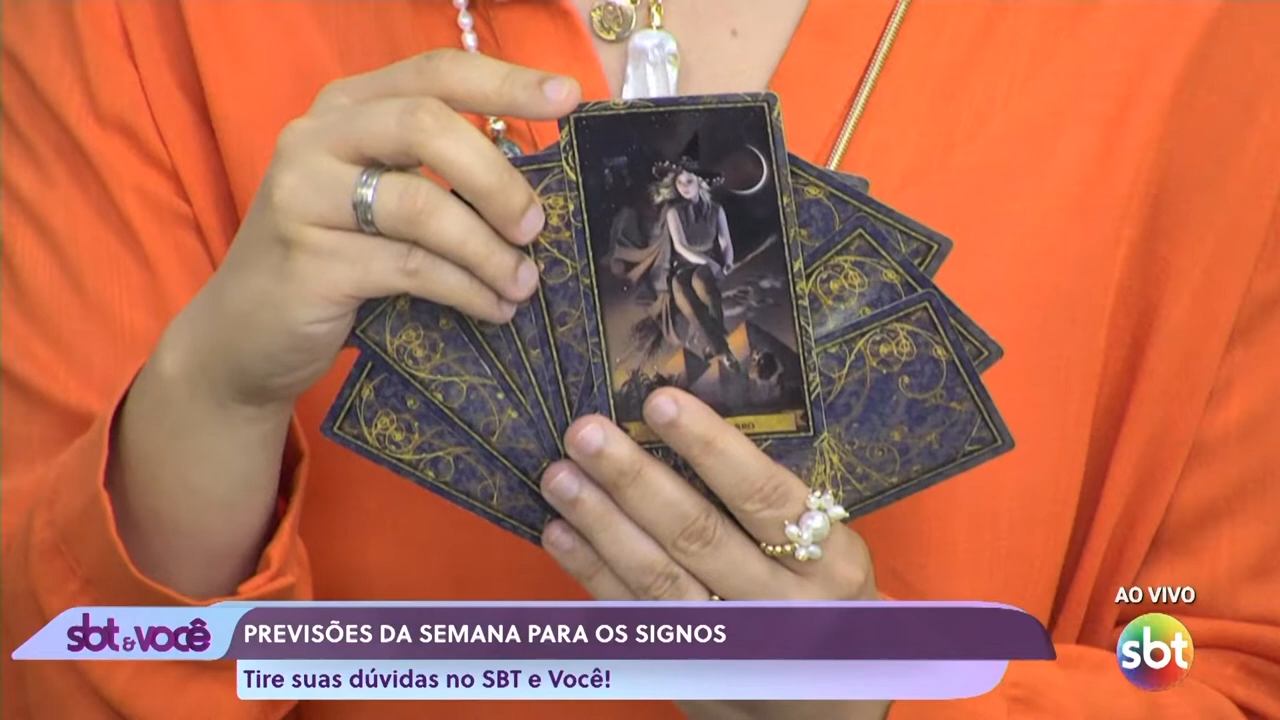 AO VIVO
sbt
sbt&você
PREVISÕES DA SEMANA PARA OS SIGNOS
Tire suas dúvidas no SBT e Você!